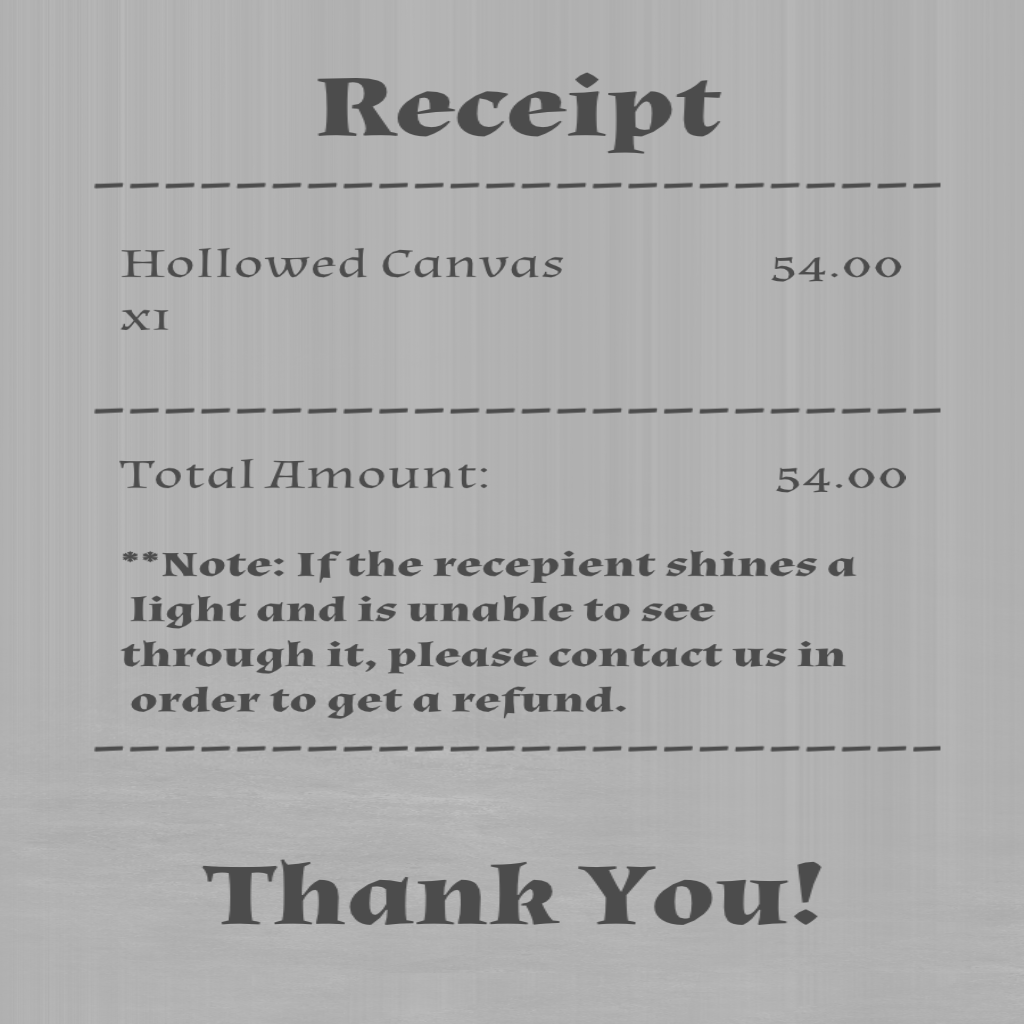 Receipt
Hollowed Canvas 54.00
x1
Total Amount: 54.00
**Note: If the recepient shines a
light and is unable to see
through it, please contact us in
order to get a refund.
Thank You!